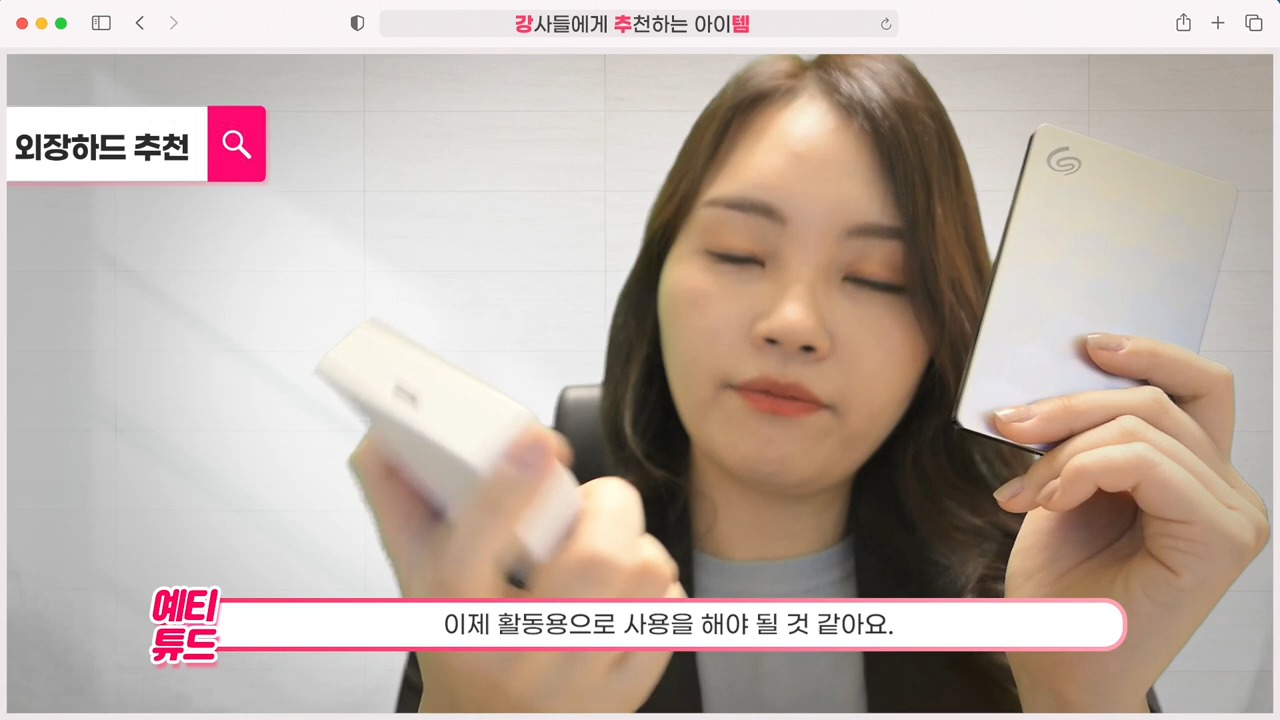 강사들에게 추천하는 아이템
외장하드 추천
예티
튜드
이제 활동용으로 사용을 해야 될 것 같아요.